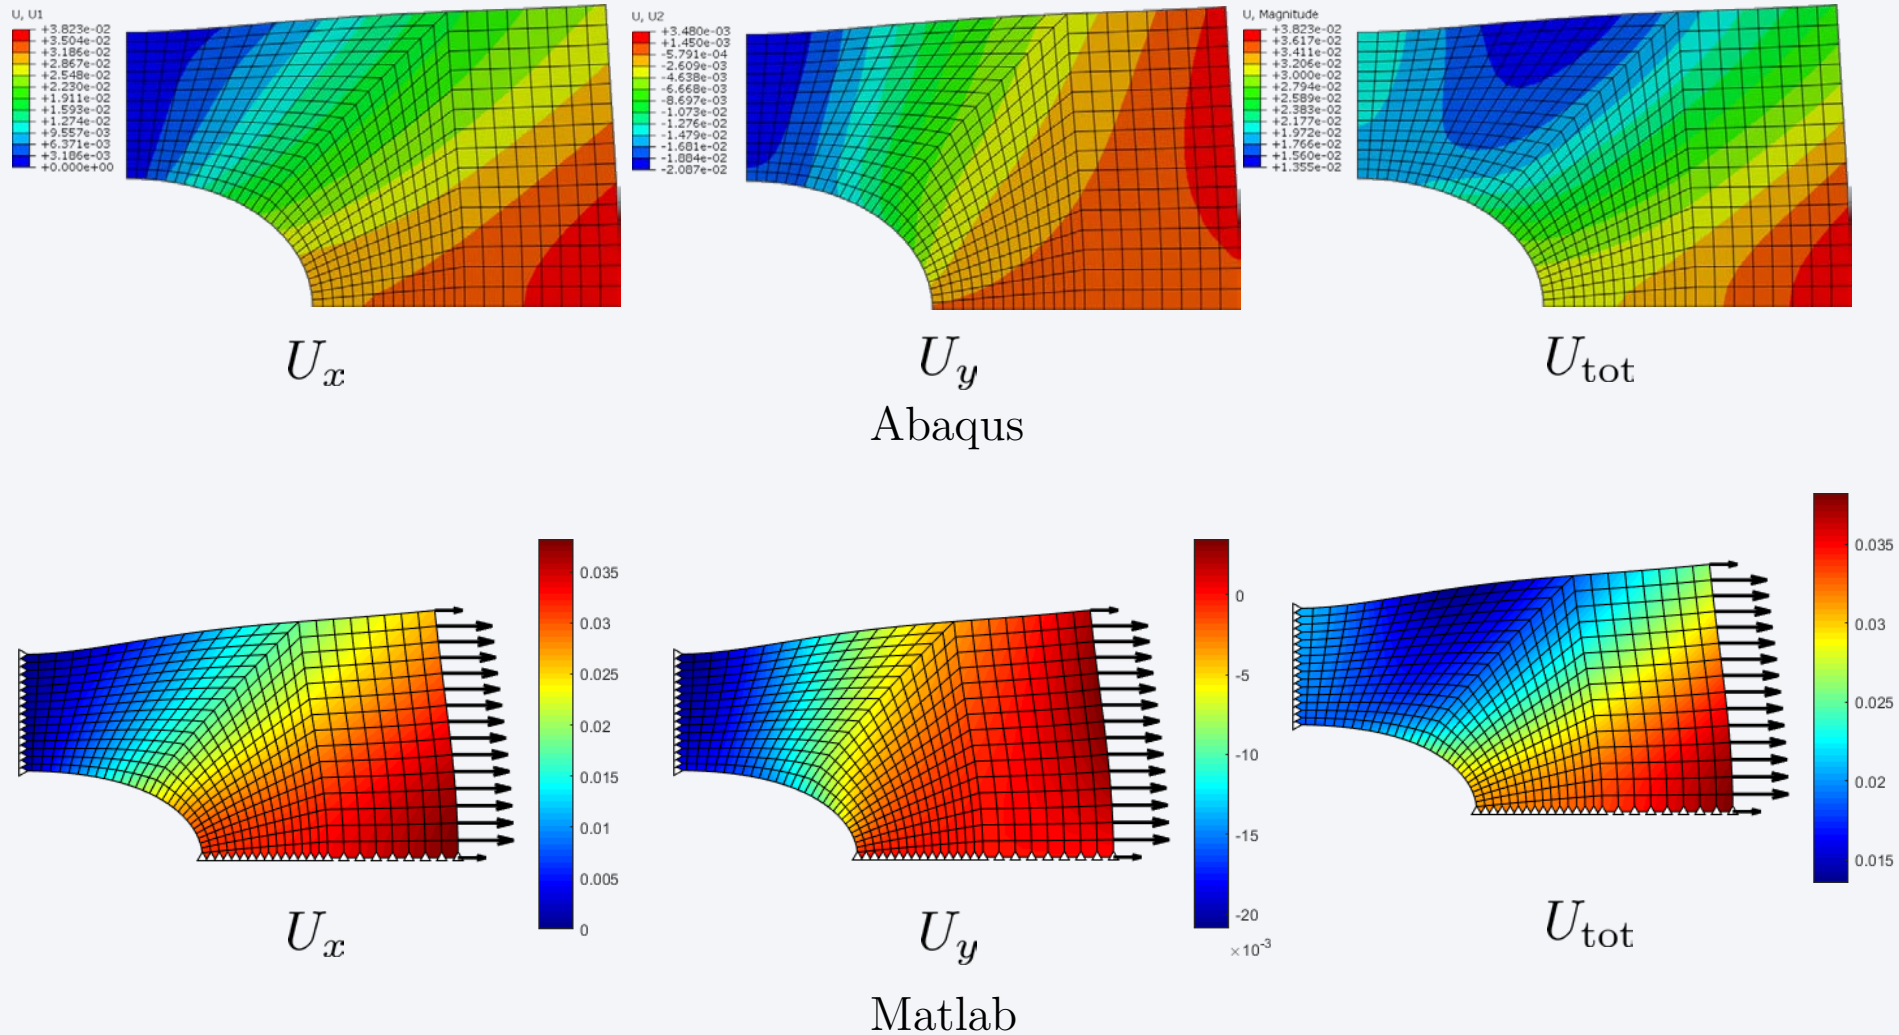 U, U1
+3.823e-02
+3.504e-02
+3.186e-02
+2.867e-02
+2.548e-02
+2.230e-02
+1.911e-02
+1.593e-02
+1.274e-02
+9.557e-03
+6.371e-03
+3.186e-03
+0.000e+00
U, U2
+3.480e-03
+1.450e-03
-5.791e-04
-2.609e-03
-4.638e-03
-6.668e-03
-8.697e-03
-1.073e-02
-1.276e-02
-1.479e-02
-1.681e-02
-1.884e-02
-2.087e-02
U, Magnitude
+3.823e-02
+3.617e-02
+3.411e-02
+3.206e-02
+3.000e-02
+2.794e-02
+2.589e-02
+2.383e-02
+2.177e-02
+1.972e-02
+1.766e-02
+1.560e-02
+1.355e-02
Uₓ
U_y
U_tot
Abaqus
0.035
0.03
0.025
0.02
0.015
0.01
0.005
0
0
-5
-10
-15
-20
×10⁻³
0.035
0.03
0.025
0.02
0.015
Uₓ
U_y
U_tot
Matlab